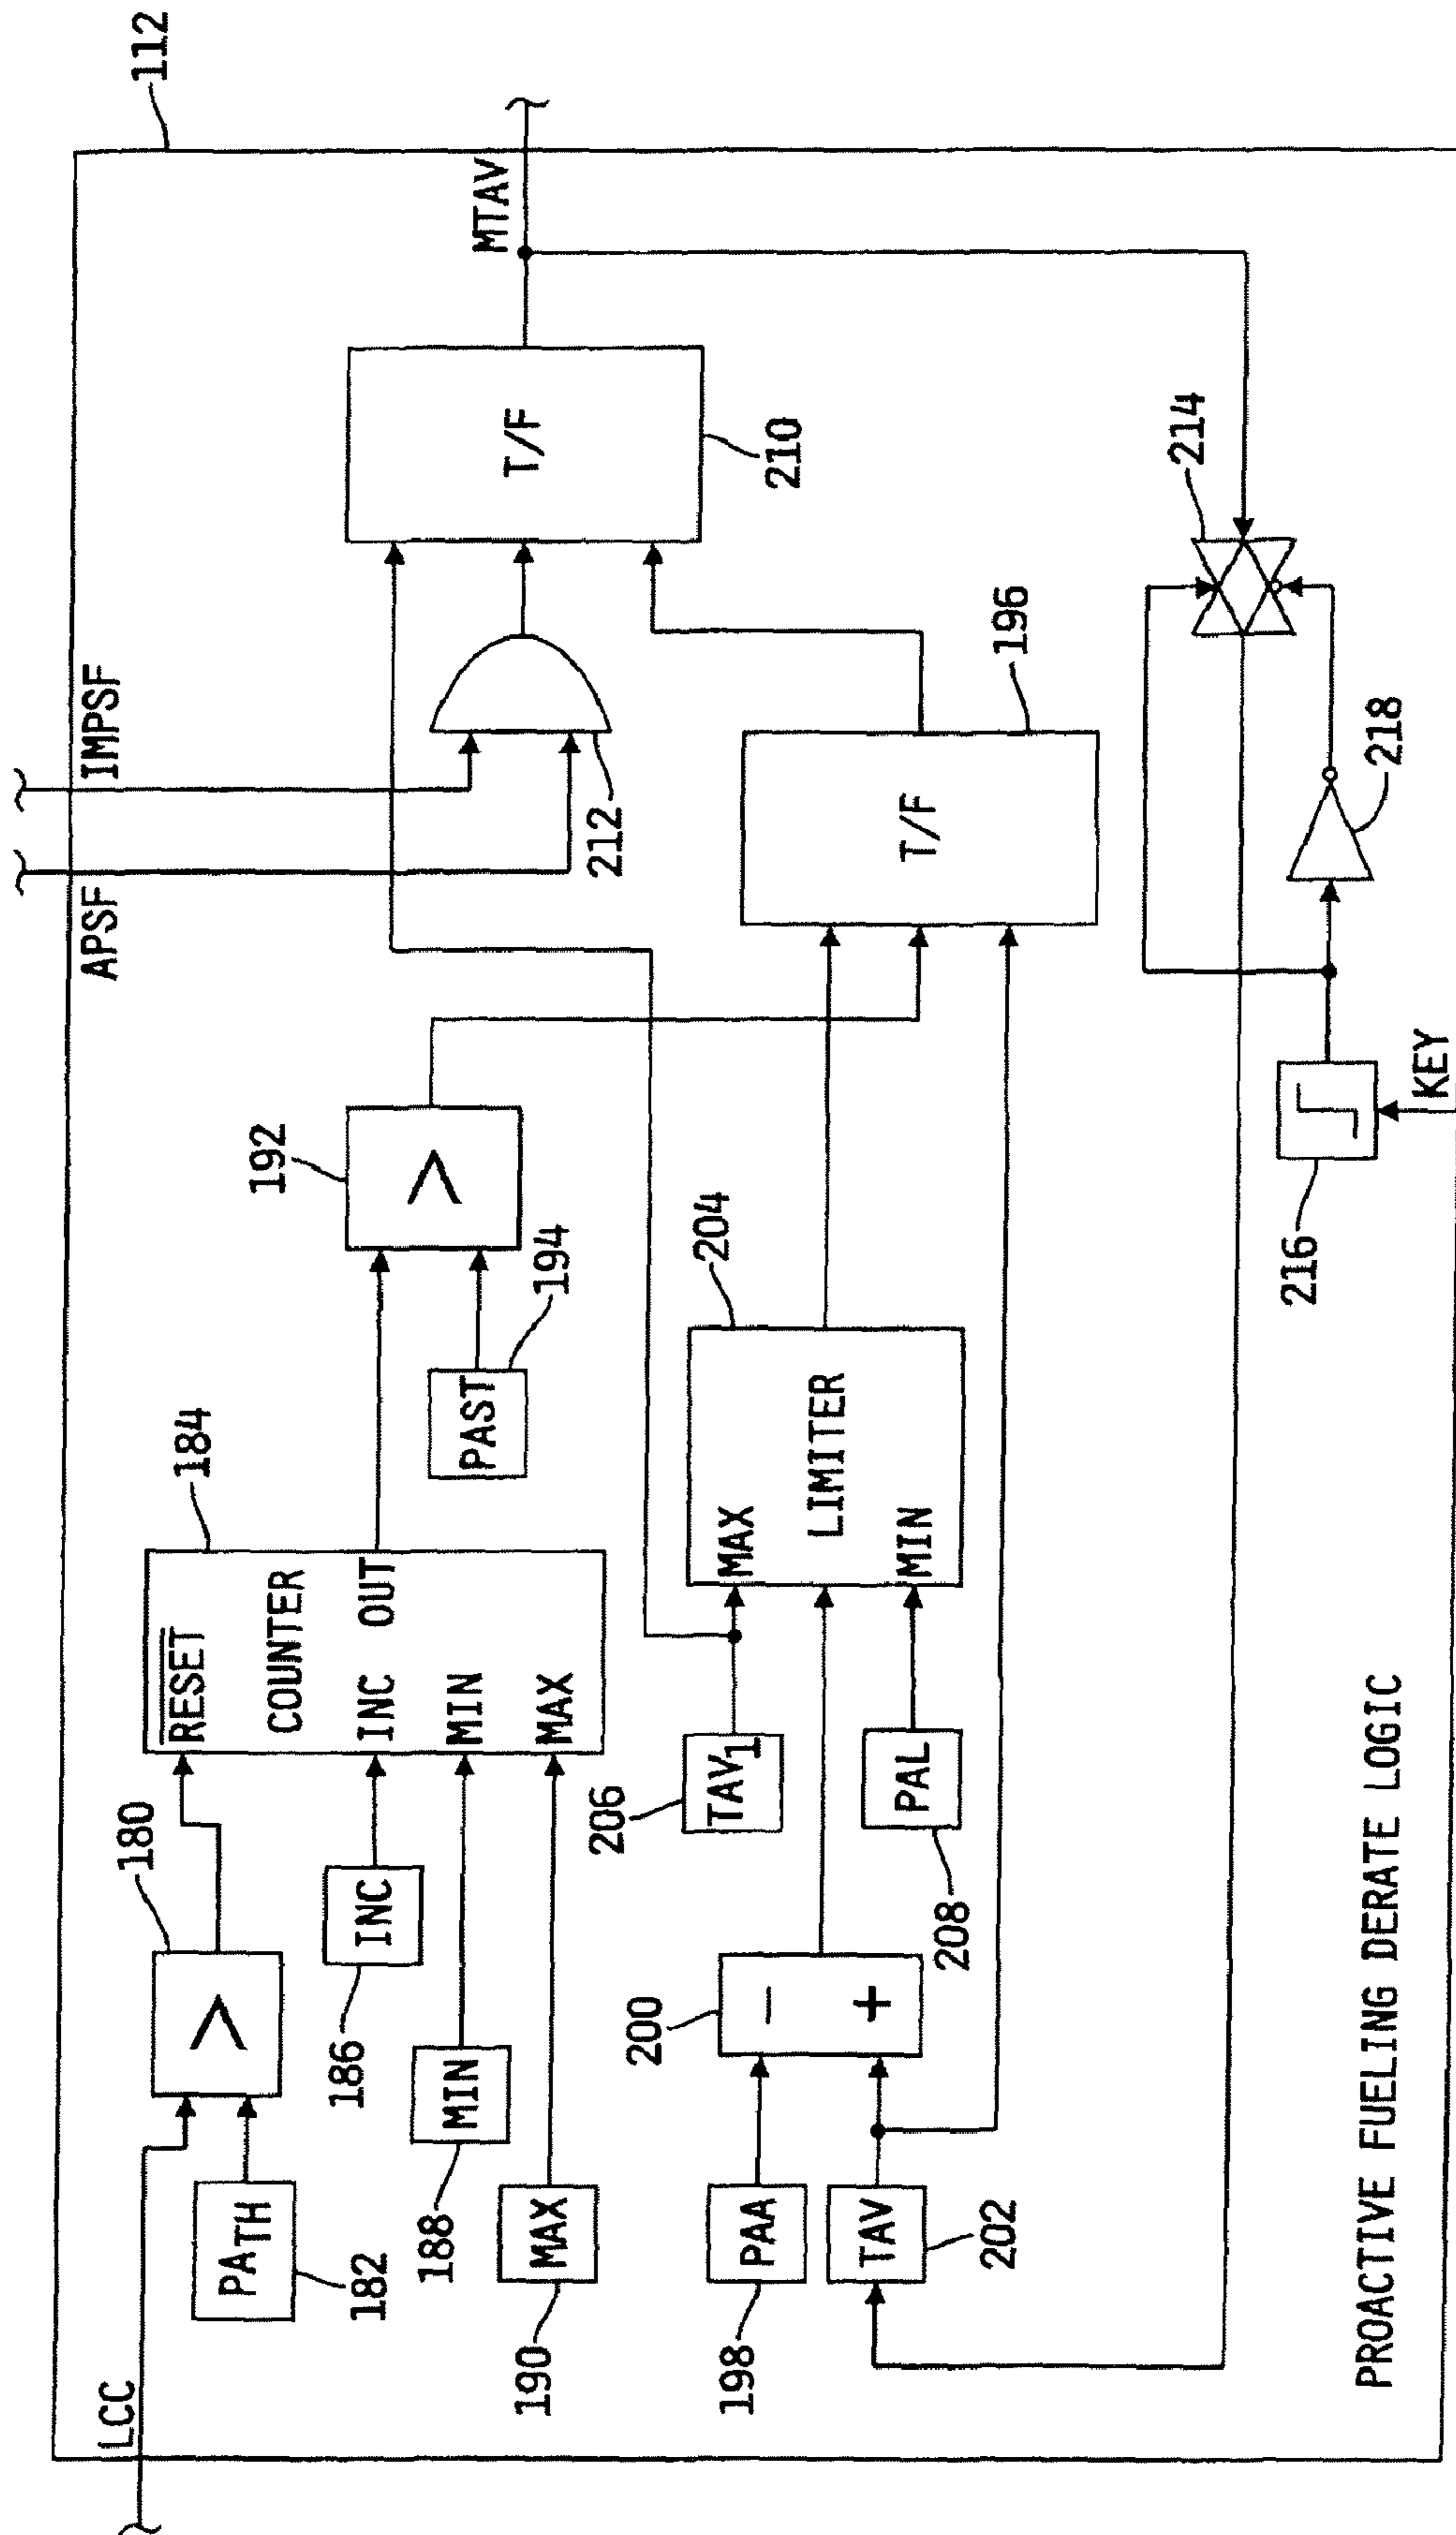 112
LCC
APSF
IMPSF
MTAV
180
>
PATH
182
184
RESET
COUNTER
INC OUT
MIN
MAX
INC
186
MIN
188
MAX
190
192
>
PAST
194
T/F
210
212
PAA
198
200
-
+
TAV
202
TAV1
206
204
MAX
LIMITER
MIN
PAL
208
T/F
196
214
216
218
KEY
PROACTIVE FUELING DERATE LOGIC